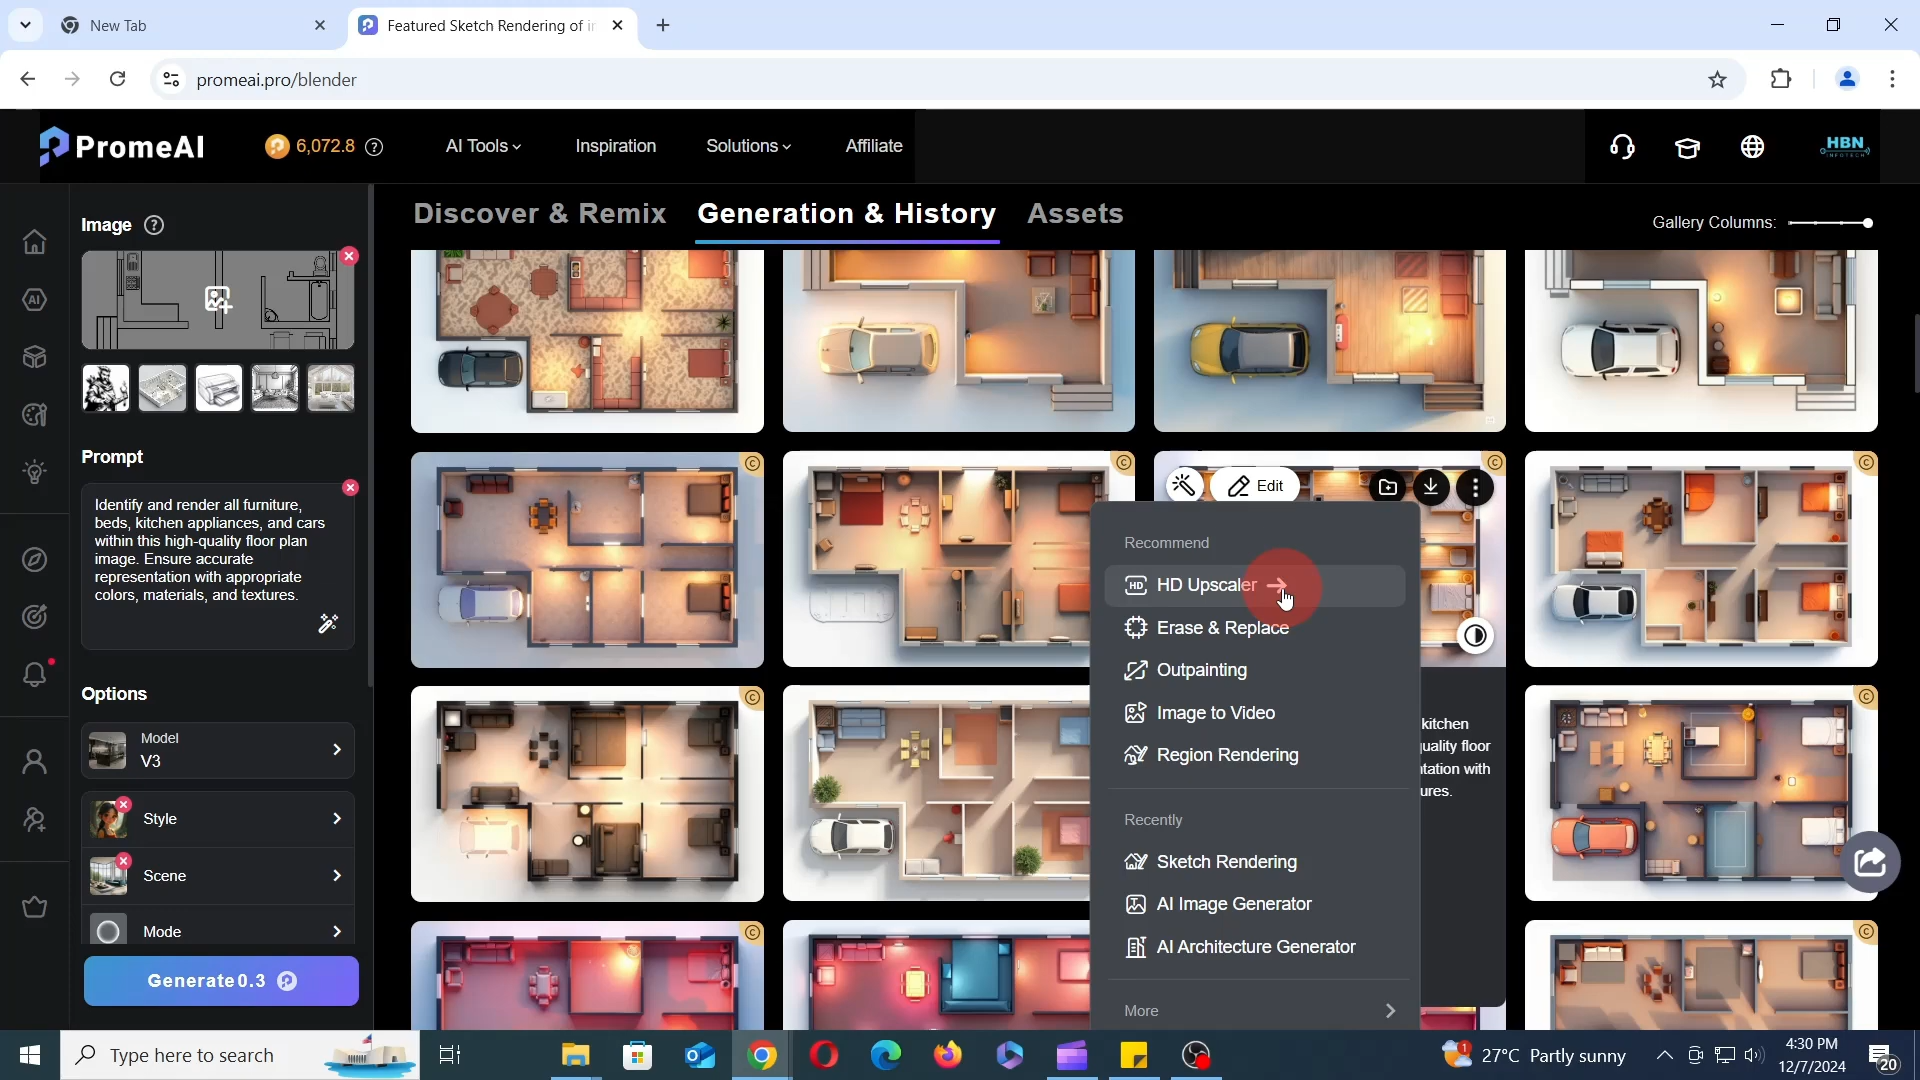 New Tab
Featured Sketch Rendering of in
promeai.pro/blender
PromeAI
6,072.8
AI Tools
Inspiration
Solutions
Affiliate
HBN
INFOTECH
Image
Discover & Remix
Generation & History
Assets
Gallery Columns:
Prompt
Identify and render all furniture,
beds, kitchen appliances, and cars
within this high-quality floor plan
image. Ensure accurate
representation with appropriate
colors, materials, and textures.
Options
Model
V3
Style
Scene
Mode
Generate 0.3
Edit
Recommend
HD Upscaler
Erase & Replace
Outpainting
Image to Video
Region Rendering
Recently
Sketch Rendering
AI Image Generator
AI Architecture Generator
More
kitchen
quality floor
tation with
ures.
Type here to search
27°C Partly sunny
4:30 PM
12/7/2024
20